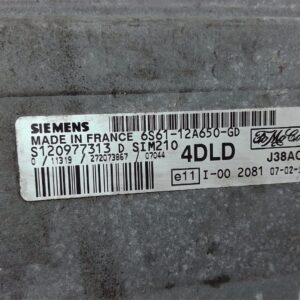 SIEMENS
MADE IN FRANCE 6S61-12A650-GD
S120977313 D SIM210
0 / 11319 / 272073867 / 07044
4DLD
J38AC
e11 I-00 2081 07-02-